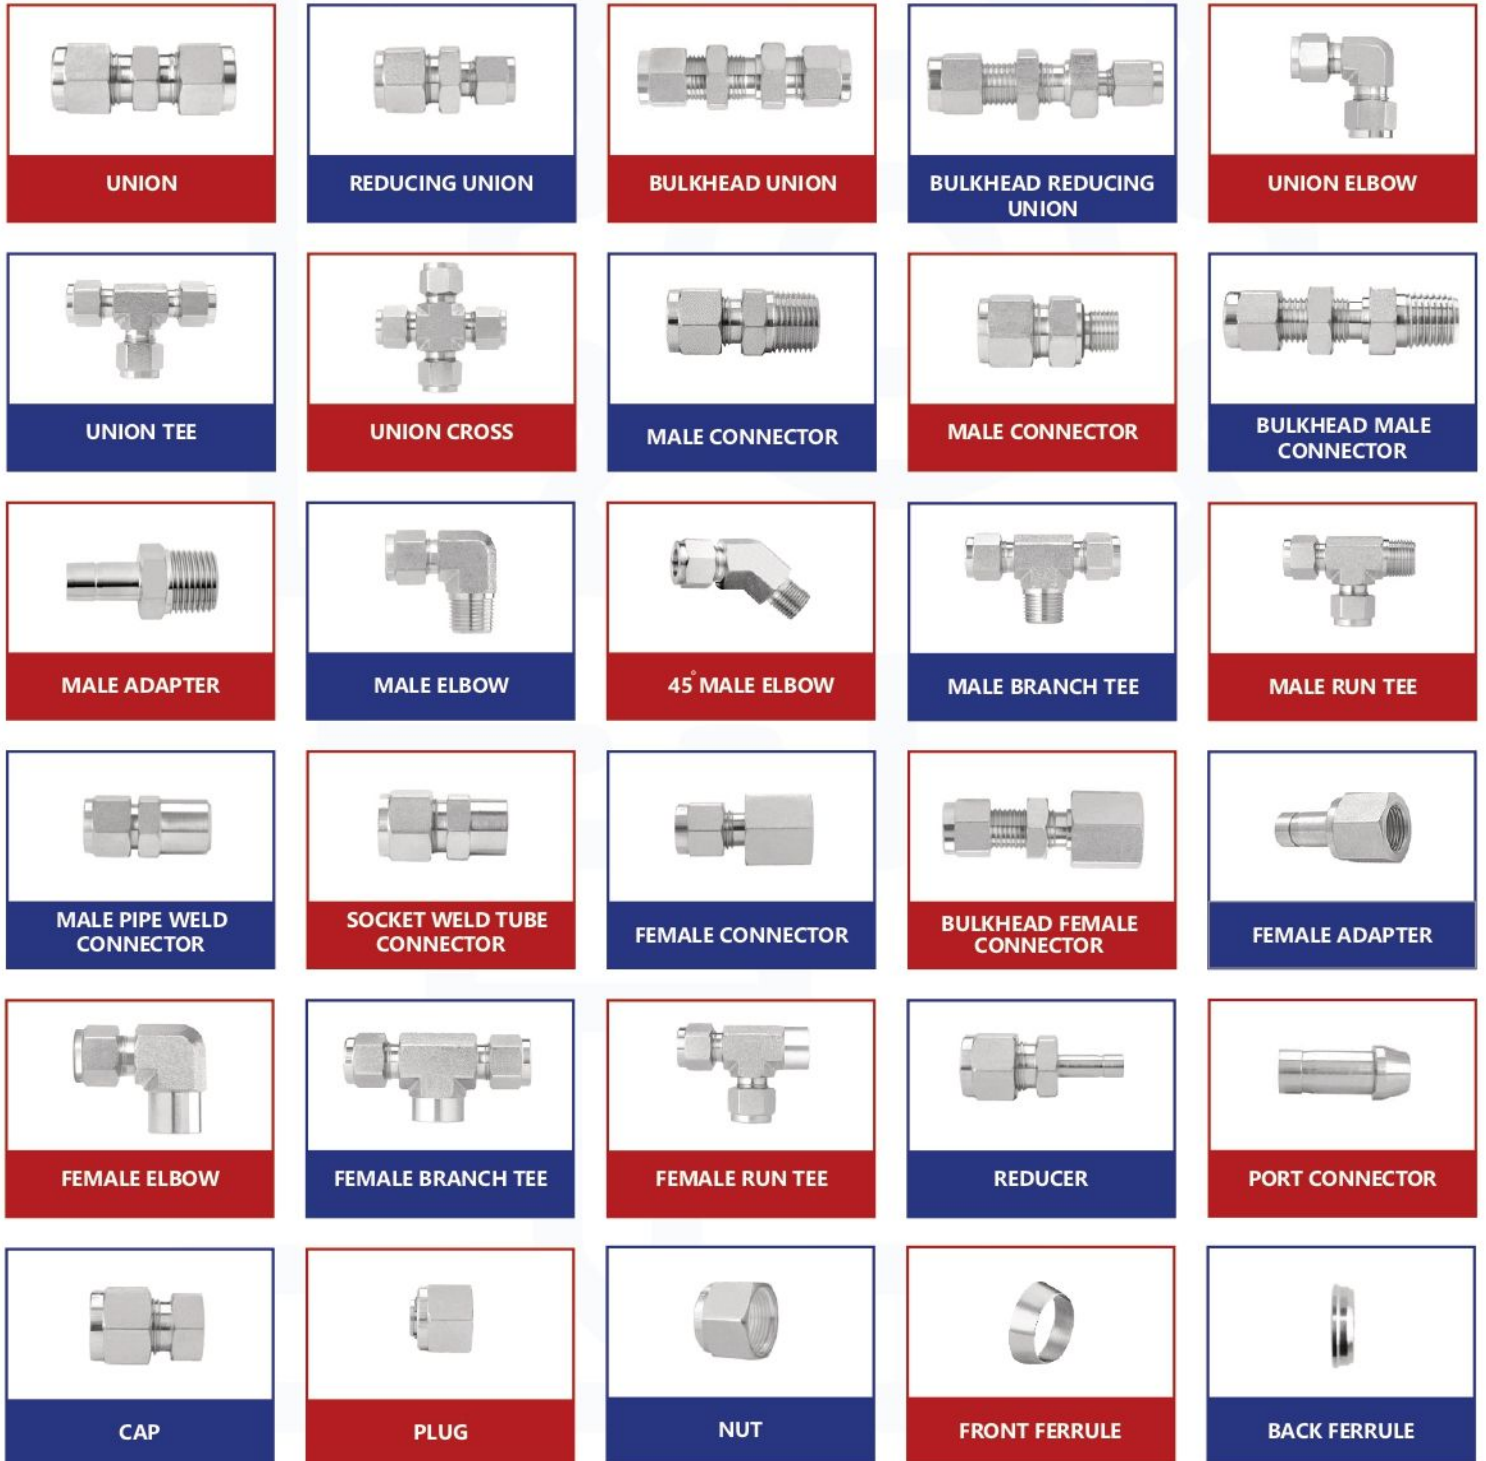 UNION
REDUCING UNION
BULKHEAD UNION
BULKHEAD REDUCING
UNION
UNION ELBOW
UNION TEE
UNION CROSS
MALE CONNECTOR
MALE CONNECTOR
BULKHEAD MALE
CONNECTOR
MALE ADAPTER
MALE ELBOW
45° MALE ELBOW
MALE BRANCH TEE
MALE RUN TEE
MALE PIPE WELD
CONNECTOR
SOCKET WELD TUBE
CONNECTOR
FEMALE CONNECTOR
BULKHEAD FEMALE
CONNECTOR
FEMALE ADAPTER
FEMALE ELBOW
FEMALE BRANCH TEE
FEMALE RUN TEE
REDUCER
PORT CONNECTOR
CAP
PLUG
NUT
FRONT FERRULE
BACK FERRULE